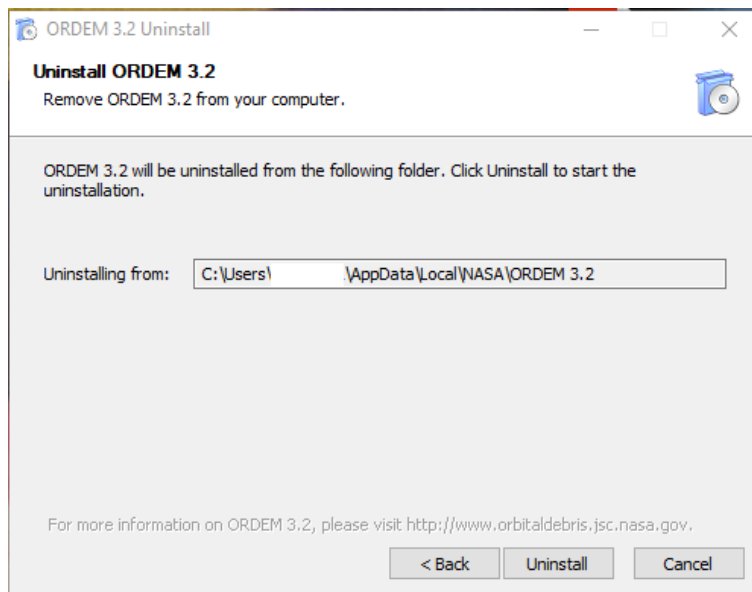 ORDEM 3.2 Uninstall
Uninstall ORDEM 3.2
Remove ORDEM 3.2 from your computer.
ORDEM 3.2 will be uninstalled from the following folder. Click Uninstall to start the
uninstallation.
Uninstalling from: C:\Users\ \AppData\Local\NASA\ORDEM 3.2
For more information on ORDEM 3.2, please visit http://www.orbitaldebris.jsc.nasa.gov.
< Back Uninstall Cancel